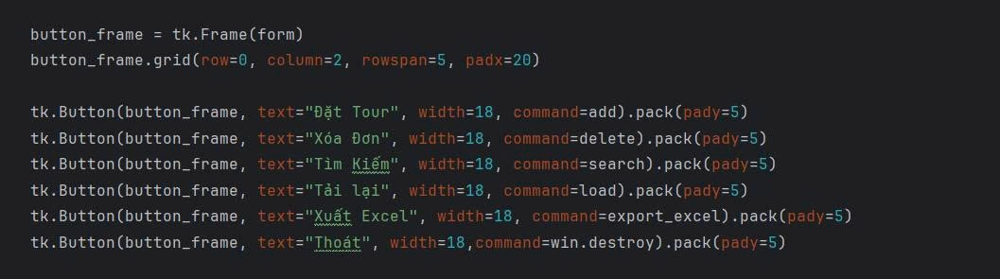 button_frame = tk.Frame(form)
button_frame.grid(row=0, column=2, rowspan=5, padx=20)
tk.Button(button_frame, text="Đặt Tour", width=18, command=add).pack(pady=5)
tk.Button(button_frame, text="Xóa Đơn", width=18, command=delete).pack(pady=5)
tk.Button(button_frame, text="Tìm Kiếm", width=18, command=search).pack(pady=5)
tk.Button(button_frame, text="Tải lại", width=18, command=load).pack(pady=5)
tk.Button(button_frame, text="Xuất Excel", width=18, command=export_excel).pack(pady=5)
tk.Button(button_frame, text="Thoát", width=18,command=win.destroy).pack(pady=5)